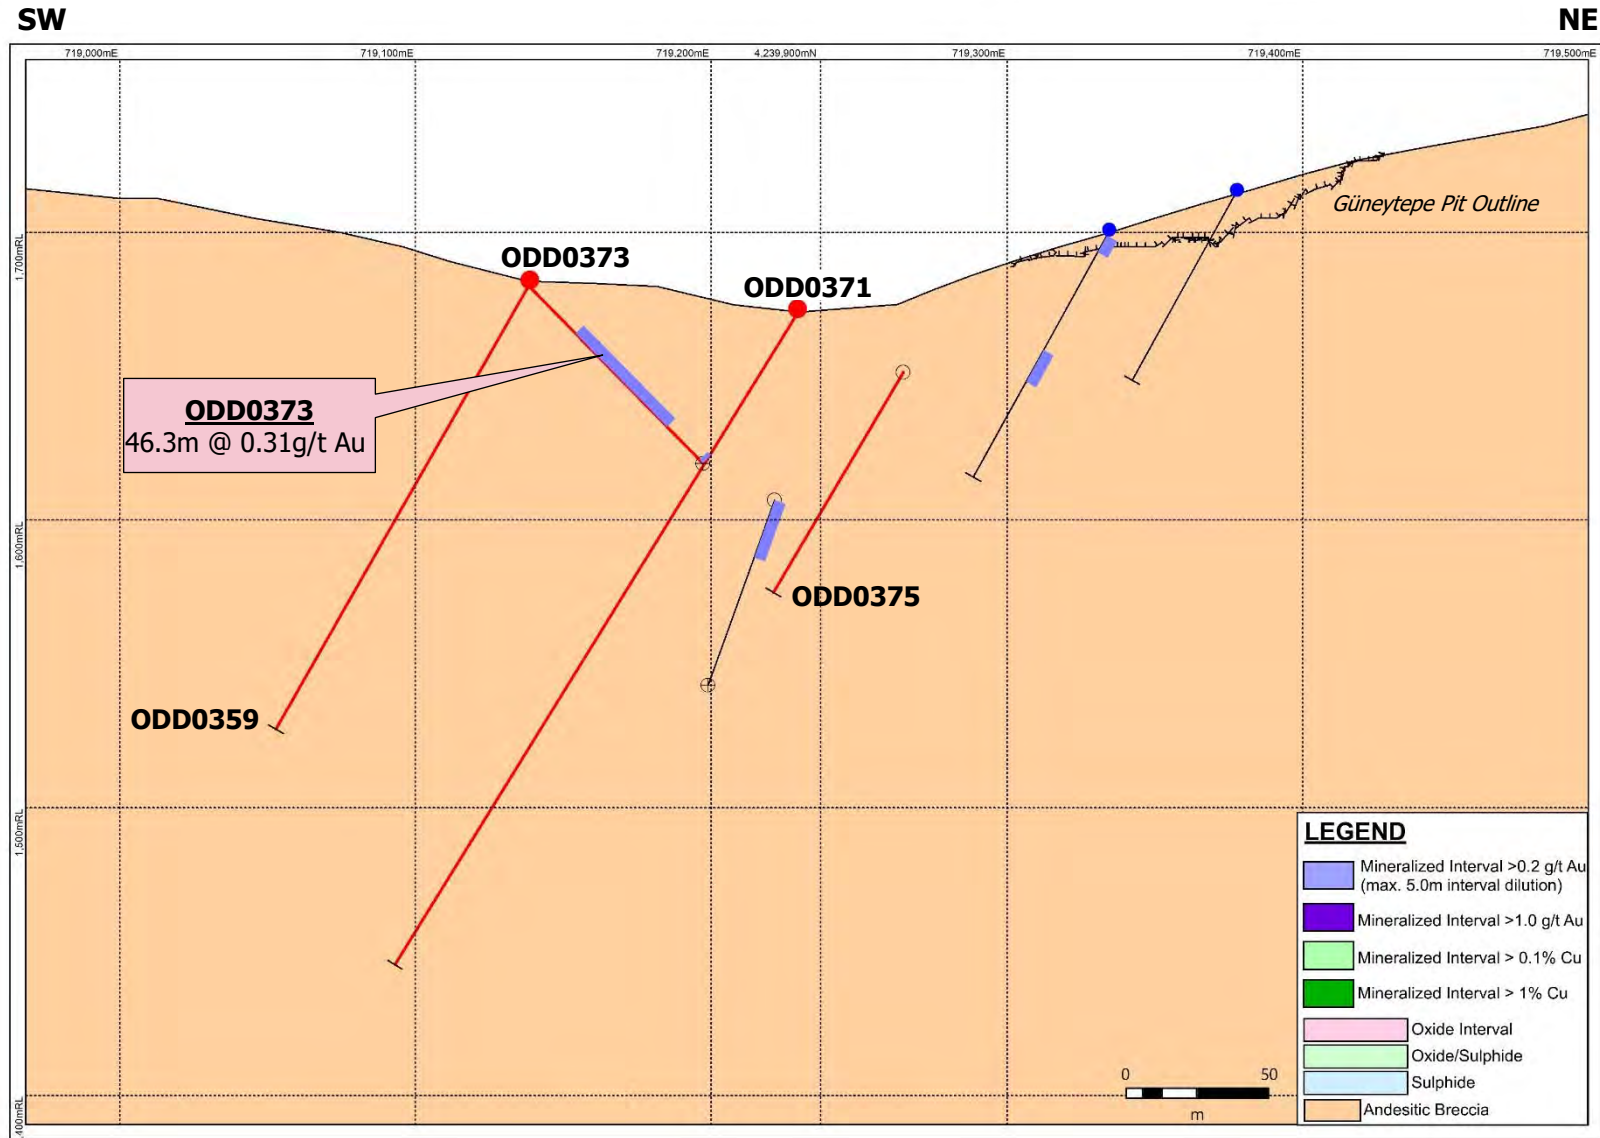 SW
NE
719,000mE
719,100mE
719,200mE
4,239,900mN
719,300mE
719,400mE
719,500mE
Güneytepe Pit Outline
1,700mRL
ODD0373
ODD0371
ODD0373
46.3m @ 0.31g/t Au
1,600mRL
ODD0375
ODD0359
1,500mRL
LEGEND
Mineralized Interval >0.2 g/t Au
(max. 5.0m interval dilution)
Mineralized Interval >1.0 g/t Au
Mineralized Interval > 0.1% Cu
Mineralized Interval > 1% Cu
Oxide Interval
Oxide/Sulphide
Sulphide
Andesitic Breccia
0
50
m
400mRL